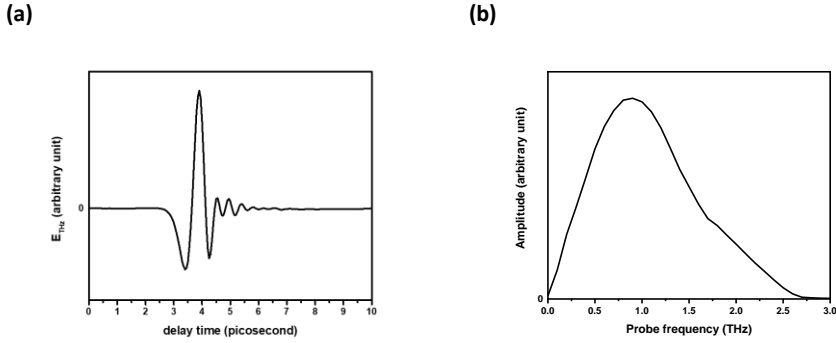 (a)
(b)
E_THz (arbitrary unit)
0
0 1 2 3 4 5 6 7 8 9 10
delay time (picosecond)
Amplitude (arbitrary unit)
0
0.0 0.5 1.0 1.5 2.0 2.5 3.0
Probe frequency (THz)